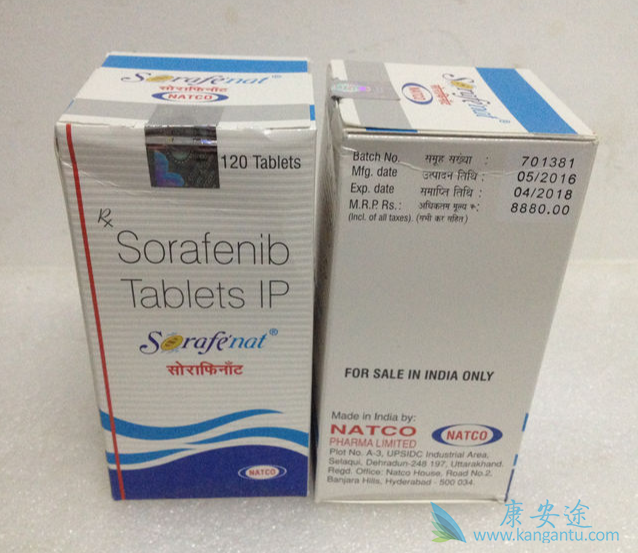 Sorafenat®
सोराफिनॉट
NATCO
120 Tablets
Rx
Sorafenib
Tablets IP
Sorafenat®
सोराफिनॉट
NATCO
Sorafenat®
सोराफिनॉट
NATCO
Batch No. समूह संख्या : 701381
Mfg. date उत्पादन तिथि : 05/2016
Exp. date समाप्ति तिथि : 04/2018
M.R.P. Rs.: अधिकतम मूल्य रु: 8880.00
(Incl. of all taxes). (सभी कर सहित)
FOR SALE IN INDIA ONLY
Made in India by:
NATCO
PHARMA LIMITED
NATCO
Plot No. A-3, UPSIDC Industrial Area,
Selaqui, Dehradun-248 197, Uttarakhand.
Regd. Office: Natco House, Road No.2,
Banjara Hills, Hyderabad - 500 034.
康安途
www.kangantu.com